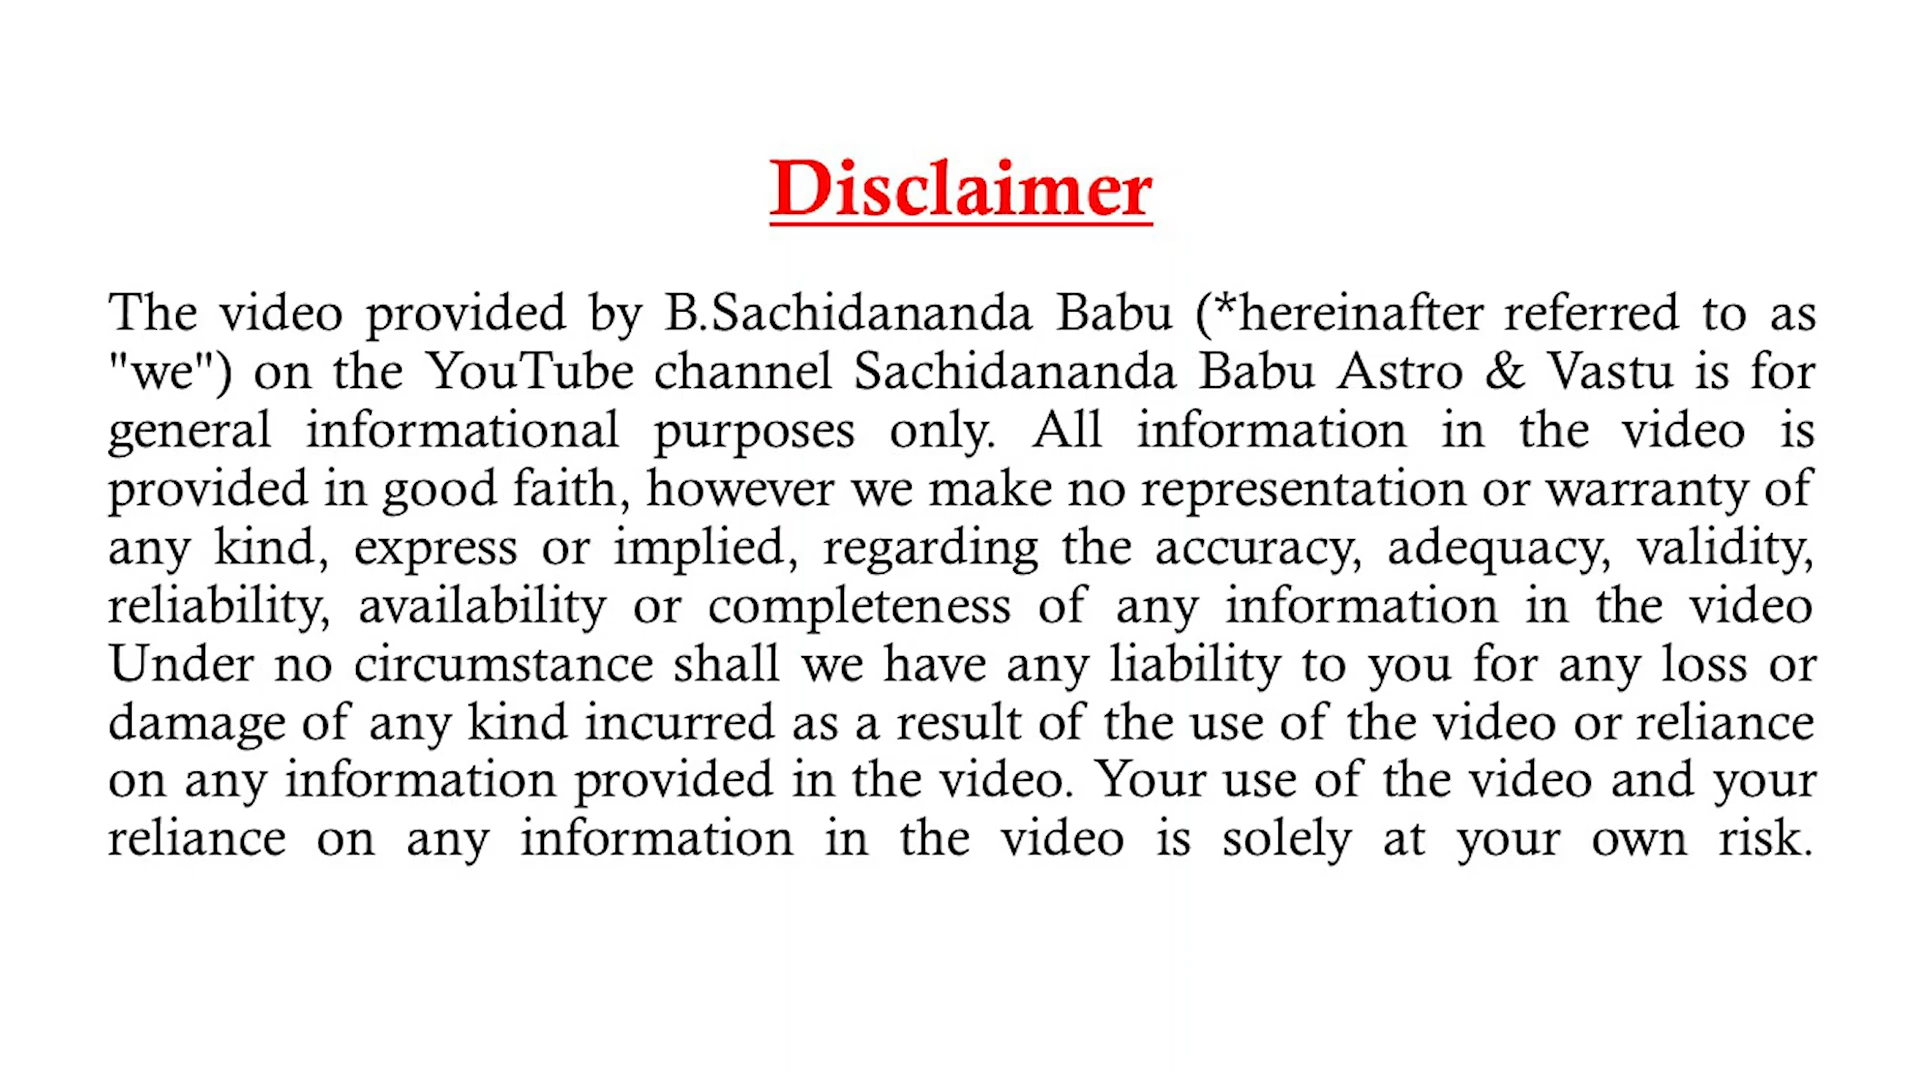 Disclaimer
The video provided by B.Sachidananda Babu (*hereinafter referred to as
"we") on the YouTube channel Sachidananda Babu Astro & Vastu is for
general informational purposes only. All information in the video is
provided in good faith, however we make no representation or warranty of
any kind, express or implied, regarding the accuracy, adequacy, validity,
reliability, availability or completeness of any information in the video
Under no circumstance shall we have any liability to you for any loss or
damage of any kind incurred as a result of the use of the video or reliance
on any information provided in the video. Your use of the video and your
reliance on any information in the video is solely at your own risk.